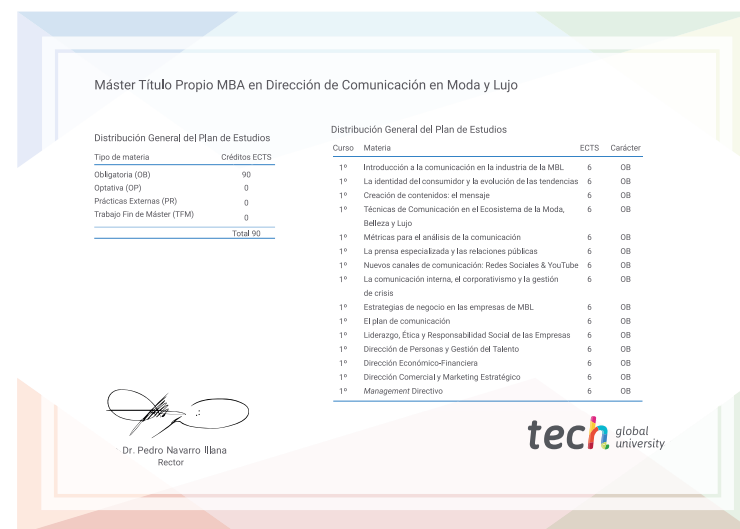 Máster Título Propio MBA en Dirección de Comunicación en Moda y Lujo
Distribución General del Plan de Estudios
Tipo de materia Créditos ECTS
Obligatoria (OB) 90
Optativa (OP) 0
Prácticas Externas (PR) 0
Trabajo Fin de Máster (TFM) 0
Total 90
Distribución General del Plan de Estudios
Curso Materia ECTS Carácter
1º Introducción a la comunicación en la industria de la MBL 6 OB
1º La identidad del consumidor y la evolución de las tendencias 6 OB
1º Creación de contenidos: el mensaje 6 OB
1º Técnicas de Comunicación en el Ecosistema de la Moda, 6 OB
Belleza y Lujo
1º Métricas para el análisis de la comunicación 6 OB
1º La prensa especializada y las relaciones públicas 6 OB
1º Nuevos canales de comunicación: Redes Sociales & YouTube 6 OB
1º La comunicación interna, el corporativismo y la gestión 6 OB
de crisis
1º Estrategias de negocio en las empresas de MBL 6 OB
1º El plan de comunicación 6 OB
1º Liderazgo, Ética y Responsabilidad Social de las Empresas 6 OB
1º Dirección de Personas y Gestión del Talento 6 OB
1º Dirección Económico-Financiera 6 OB
1º Dirección Comercial y Marketing Estratégico 6 OB
1º Management Directivo 6 OB
Dr. Pedro Navarro Illana
Rector
tech global
university